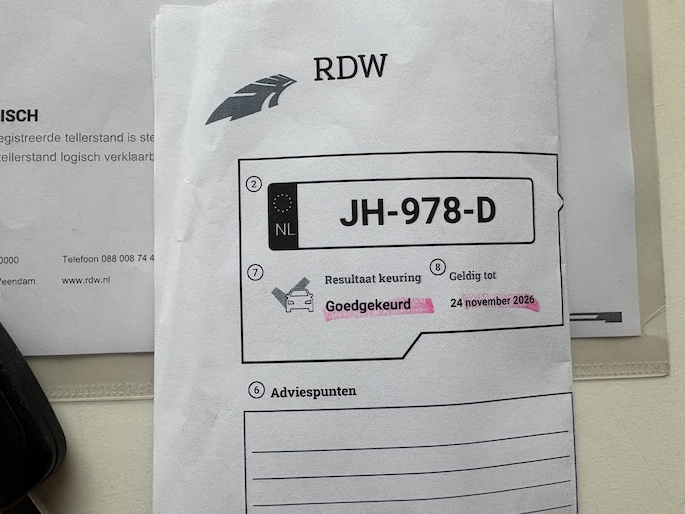 ISCH
egistreerde tellerstand is ste
tellerstand logisch verklaarb
0000 Telefoon 088 008 74 4
Veendam www.rdw.nl
RDW
2
NL JH-978-D
7 Resultaat keuring 8 Geldig tot
Goedgekeurd 24 november 2026
6 Adviespunten